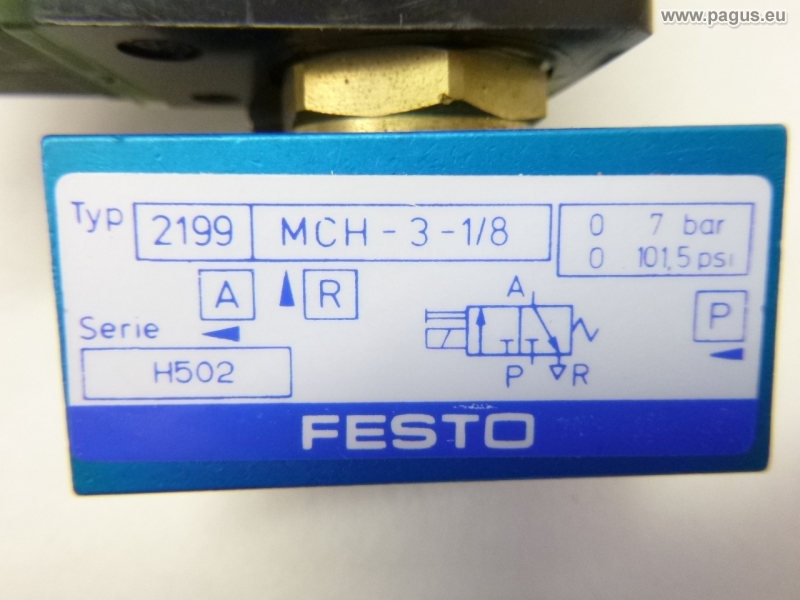 www.pagus.eu
Typ 2199 MCH-3-1/8
0 7 bar
0 101,5 psi
A R
A
P
Serie
H502
P R
FESTO